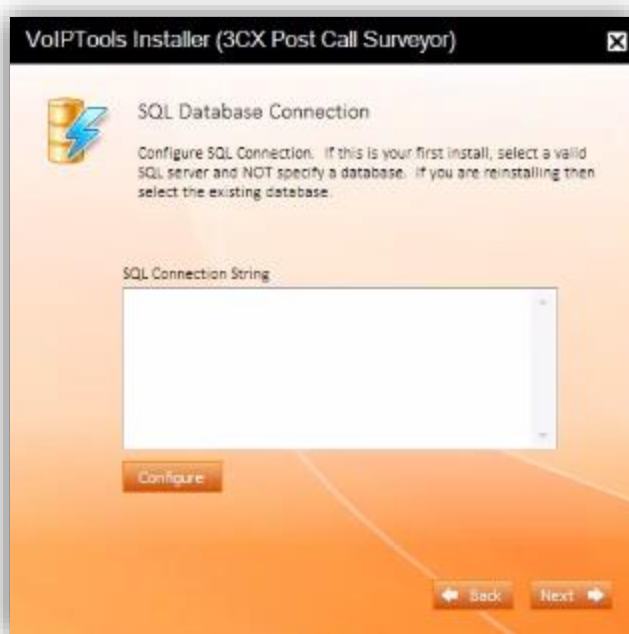 VoIPTools Installer (3CX Post Call Surveyor)
SQL Database Connection
Configure SQL Connection. If this is your first install, select a valid
SQL server and NOT specify a database. If you are reinstalling then
select the existing database.
SQL Connection String
Configure
Back
Next